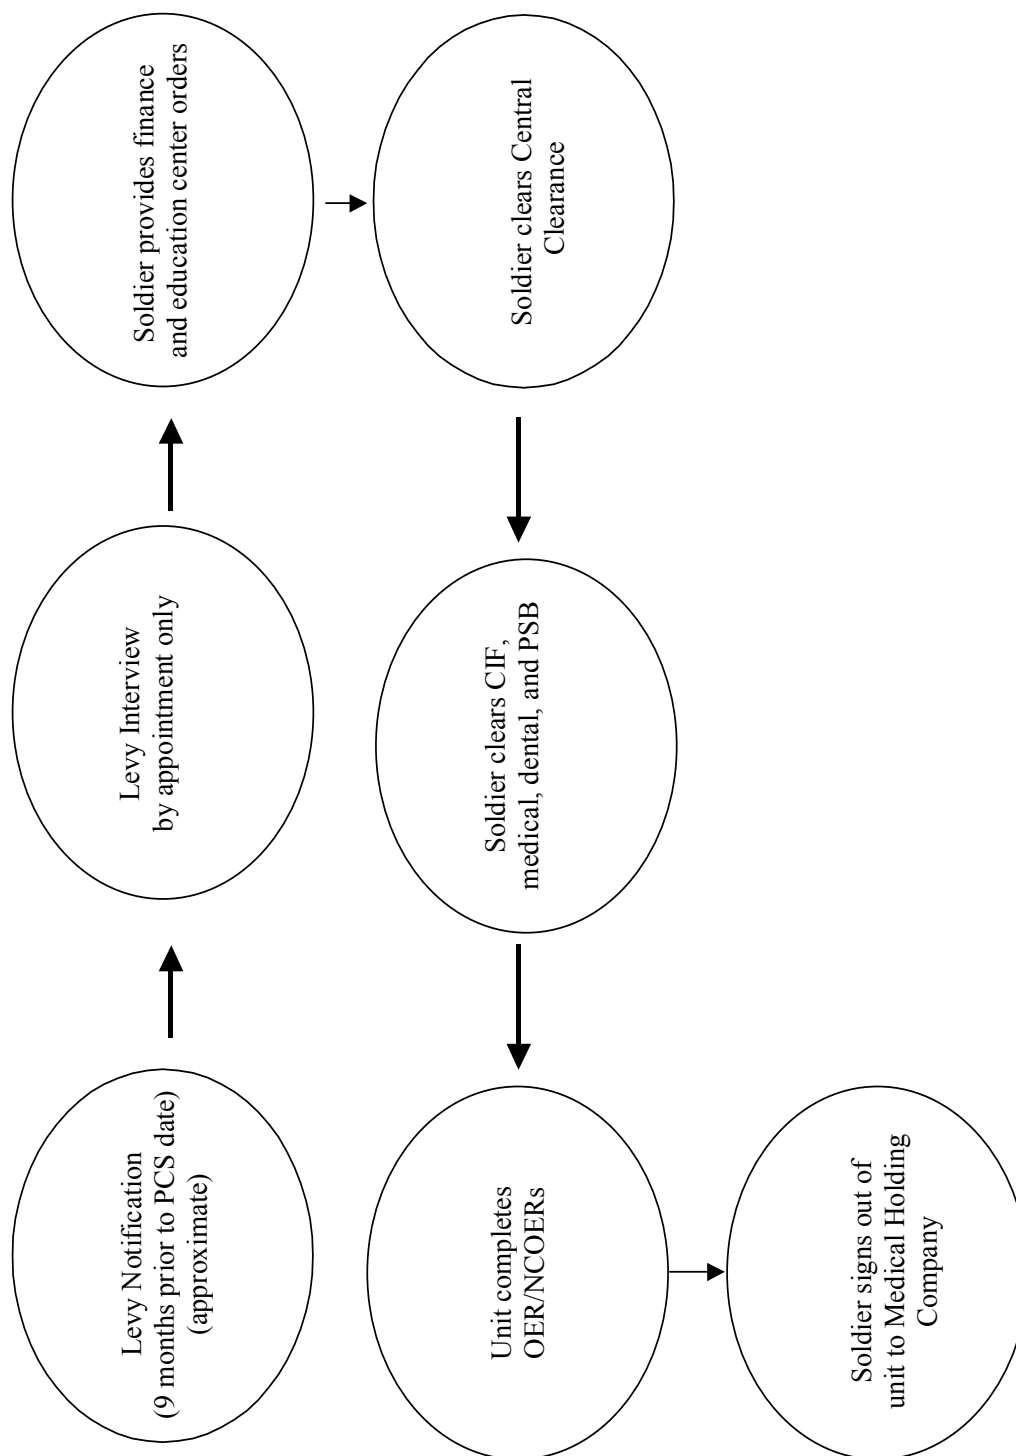 Levy Notification
(9 months prior to PCS date)
(approximate)
Levy Interview
by appointment only
Soldier provides finance
and education center orders
Soldier clears Central
Clearance
Soldier clears CIF,
medical, dental, and PSB
Unit completes
OER/NCOERs
Soldier signs out of
unit to Medical Holding
Company